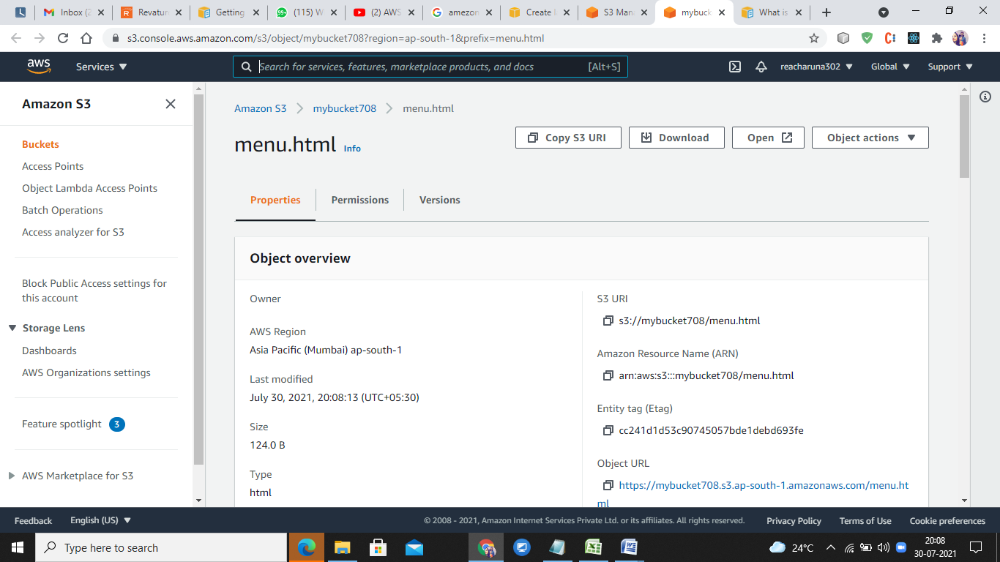 Inbox (2
Revatur
Getting
(115) W
(2) AWS
amezon
Create I
S3 Man
mybuck
What is
s3.console.aws.amazon.com/s3/object/mybucket708?region=ap-south-1&prefix=menu.html
aws
Services
Search for services, features, marketplace products, and docs
[Alt+S]
reacharuna302
Global
Support
Amazon S3
Buckets
Access Points
Object Lambda Access Points
Batch Operations
Access analyzer for S3
Block Public Access settings for
this account
Storage Lens
Dashboards
AWS Organizations settings
Feature spotlight 3
AWS Marketplace for S3
Amazon S3
mybucket708
menu.html
menu.html Info
Copy S3 URI
Download
Open
Object actions
Properties
Permissions
Versions
Object overview
Owner
AWS Region
Asia Pacific (Mumbai) ap-south-1
Last modified
July 30, 2021, 20:08:13 (UTC+05:30)
Size
124.0 B
Type
html
S3 URI
s3://mybucket708/menu.html
Amazon Resource Name (ARN)
arn:aws:s3:::mybucket708/menu.html
Entity tag (Etag)
cc241d1d53c90745057bde1debd693fe
Object URL
https://mybucket708.s3.ap-south-1.amazonaws.com/menu.ht
ml
Feedback
English (US)
© 2008 - 2021, Amazon Internet Services Private Ltd. or its affiliates. All rights reserved.
Privacy Policy
Terms of Use
Cookie preferences
Type here to search
24°C
20:08
30-07-2021